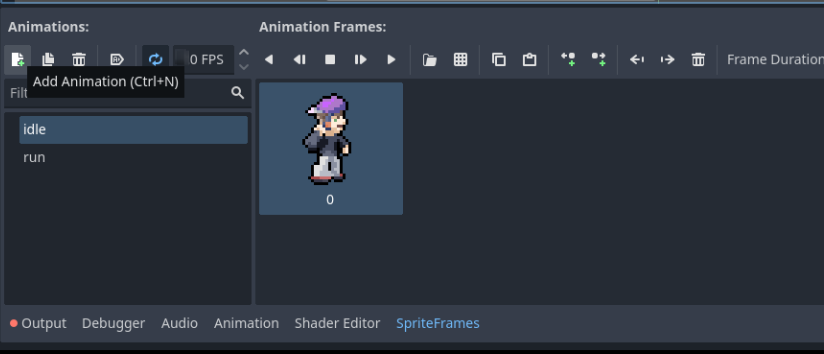 Animations:
Animation Frames:
0 FPS
Frame Duration
Add Animation (Ctrl+N)
Filt
idle
run
0
Output
Debugger
Audio
Animation
Shader Editor
SpriteFrames